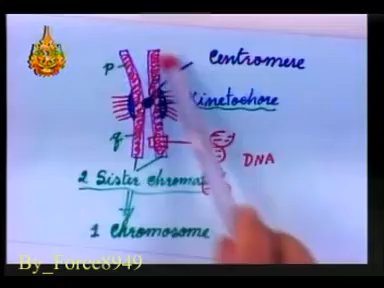 p
Centromere
Kinetochore
q
DNA
2 Sister Chroma
1 Chromosome
By_Force8949